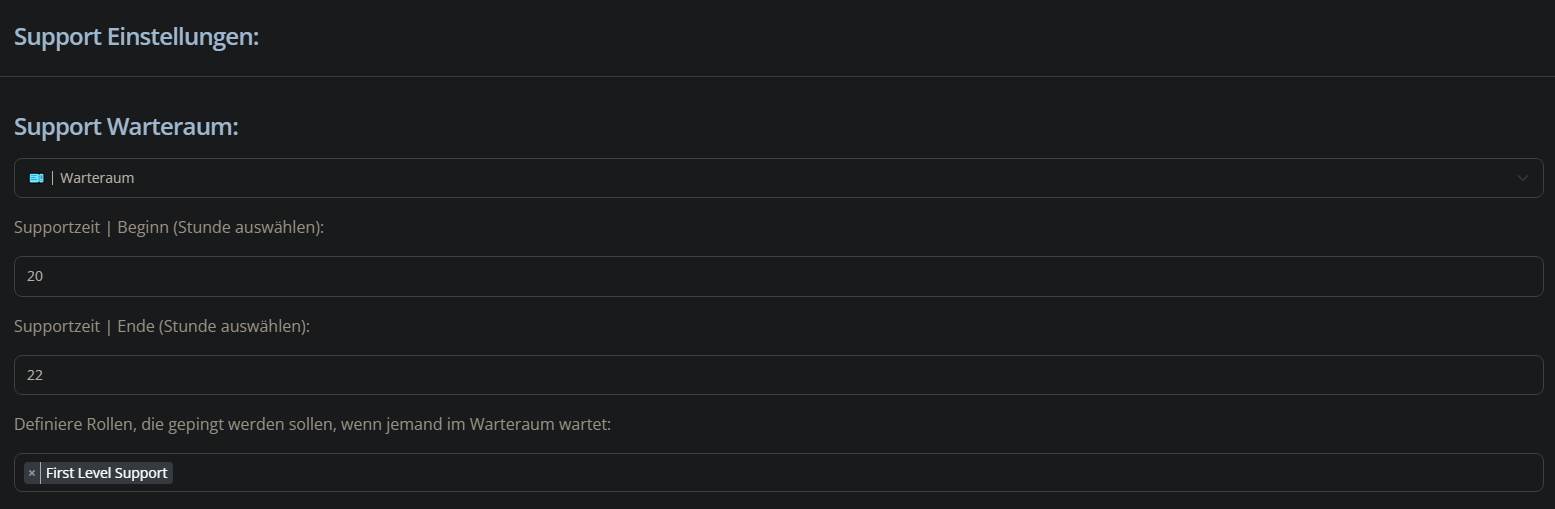 Support Einstellungen:
Support Warteraum:
| Warteraum
Supportzeit | Beginn (Stunde auswählen):
20
Supportzeit | Ende (Stunde auswählen):
22
Definiere Rollen, die gepingt werden sollen, wenn jemand im Warteraum wartet:
× First Level Support